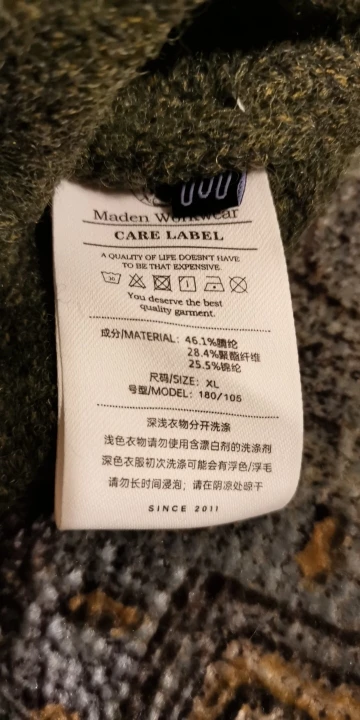 Maden Workwear
CARE LABEL
A QUALITY OF LIFE DOESN'T HAVE
TO BE THAT EXPENSIVE.
You deserve the best
quality garment.
成分/MATERIAL: 46.1%腈纶
28.4%聚酯纤维
25.5%锦纶
尺码/SIZE: XL
号型/MODEL: 180/105
深浅衣物分开洗涤
浅色衣物请勿使用含漂白剂的洗涤剂
深色衣服初次洗涤可能会有浮色/浮毛
请勿长时间浸泡; 请在阴凉处晾干
SINCE 2011